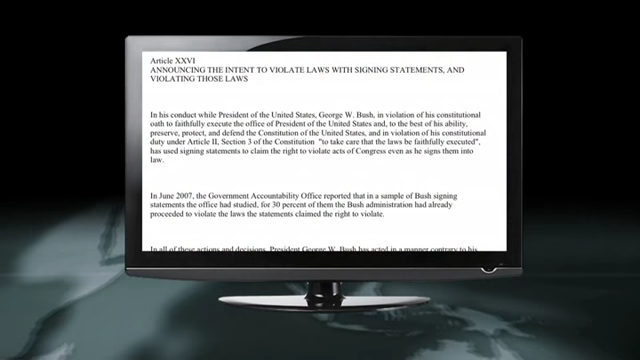 Article XXVI
ANNOUNCING THE INTENT TO VIOLATE LAWS WITH SIGNING STATEMENTS, AND
VIOLATING THOSE LAWS
In his conduct while President of the United States, George W. Bush, in violation of his constitutional
oath to faithfully execute the office of President of the United States and, to the best of his ability,
preserve, protect, and defend the Constitution of the United States, and in violation of his constitutional
duty under Article II, Section 3 of the Constitution "to take care that the laws be faithfully executed",
has used signing statements to claim the right to violate acts of Congress even as he signs them into
law.
In June 2007, the Government Accountability Office reported that in a sample of Bush signing
statements the office had studied, for 30 percent of them the Bush administration had already
proceeded to violate the laws the statements claimed the right to violate.
In all of these actions and decisions, President George W. Bush has acted in a manner contrary to his